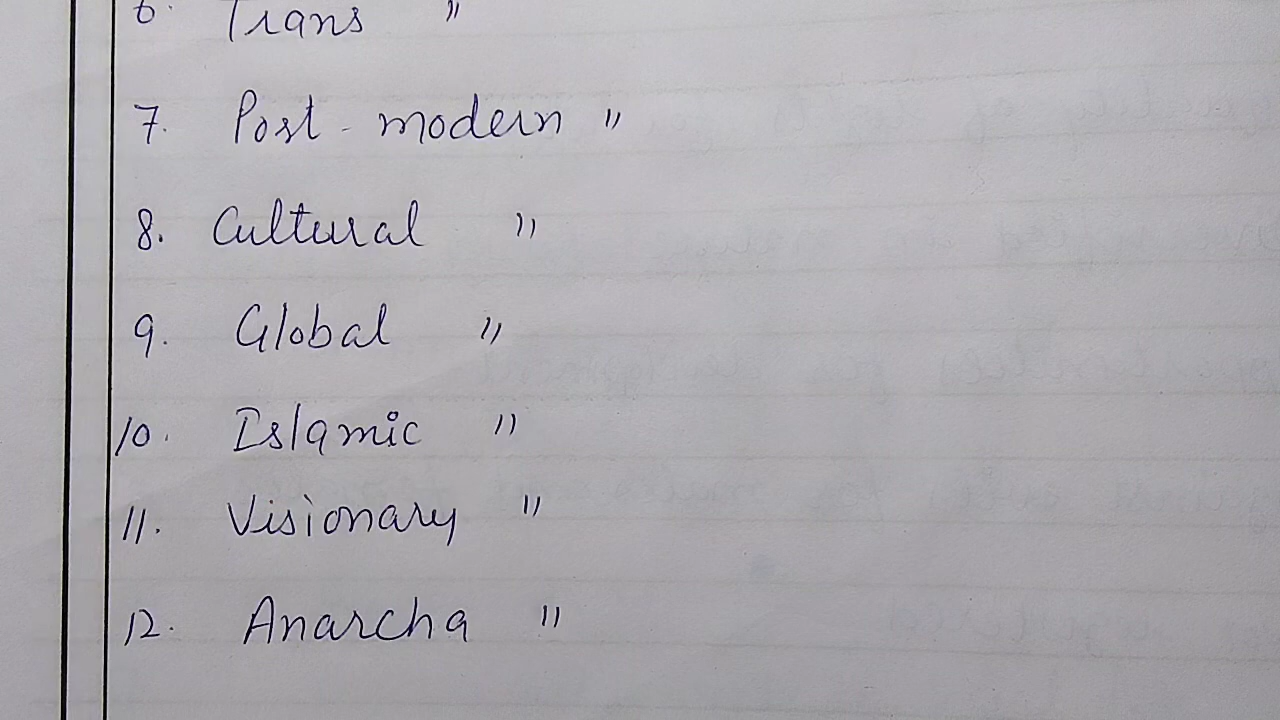 6. Trans "
7. Post-modern "
8. Cultural "
9. Global "
10. Islamic "
11. Visionary "
12. Anarcha "